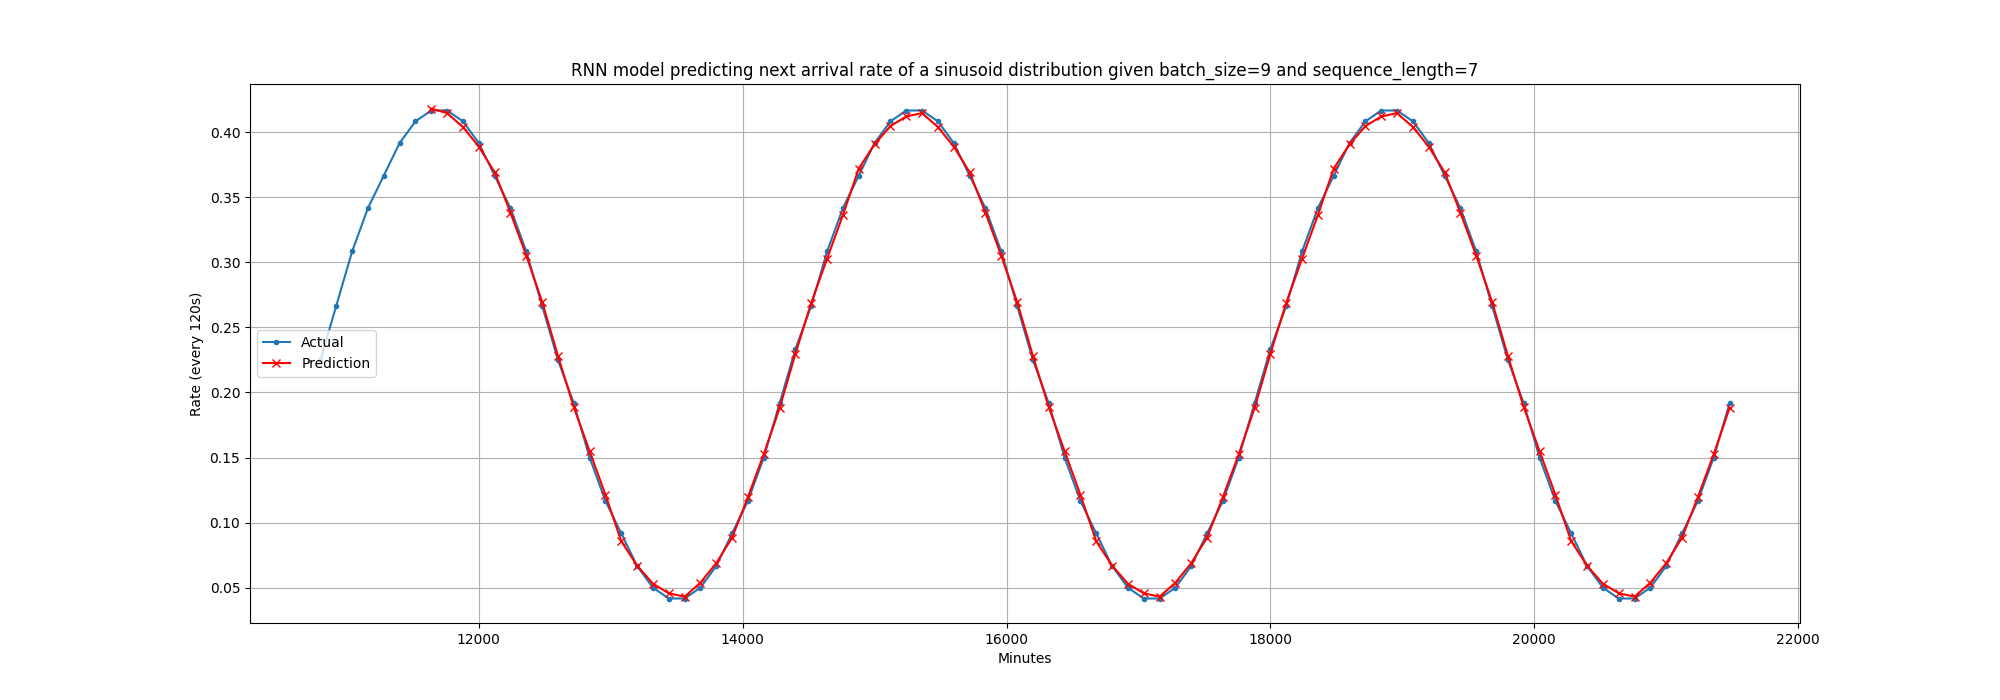 RNN model predicting next arrival rate of a sinusoid distribution given batch_size=9 and sequence_length=7
Rate (every 120s)
0.40
0.35
0.30
0.25
0.20
0.15
0.10
0.05
Actual
Prediction
12000 14000 16000 18000 20000 22000
Minutes